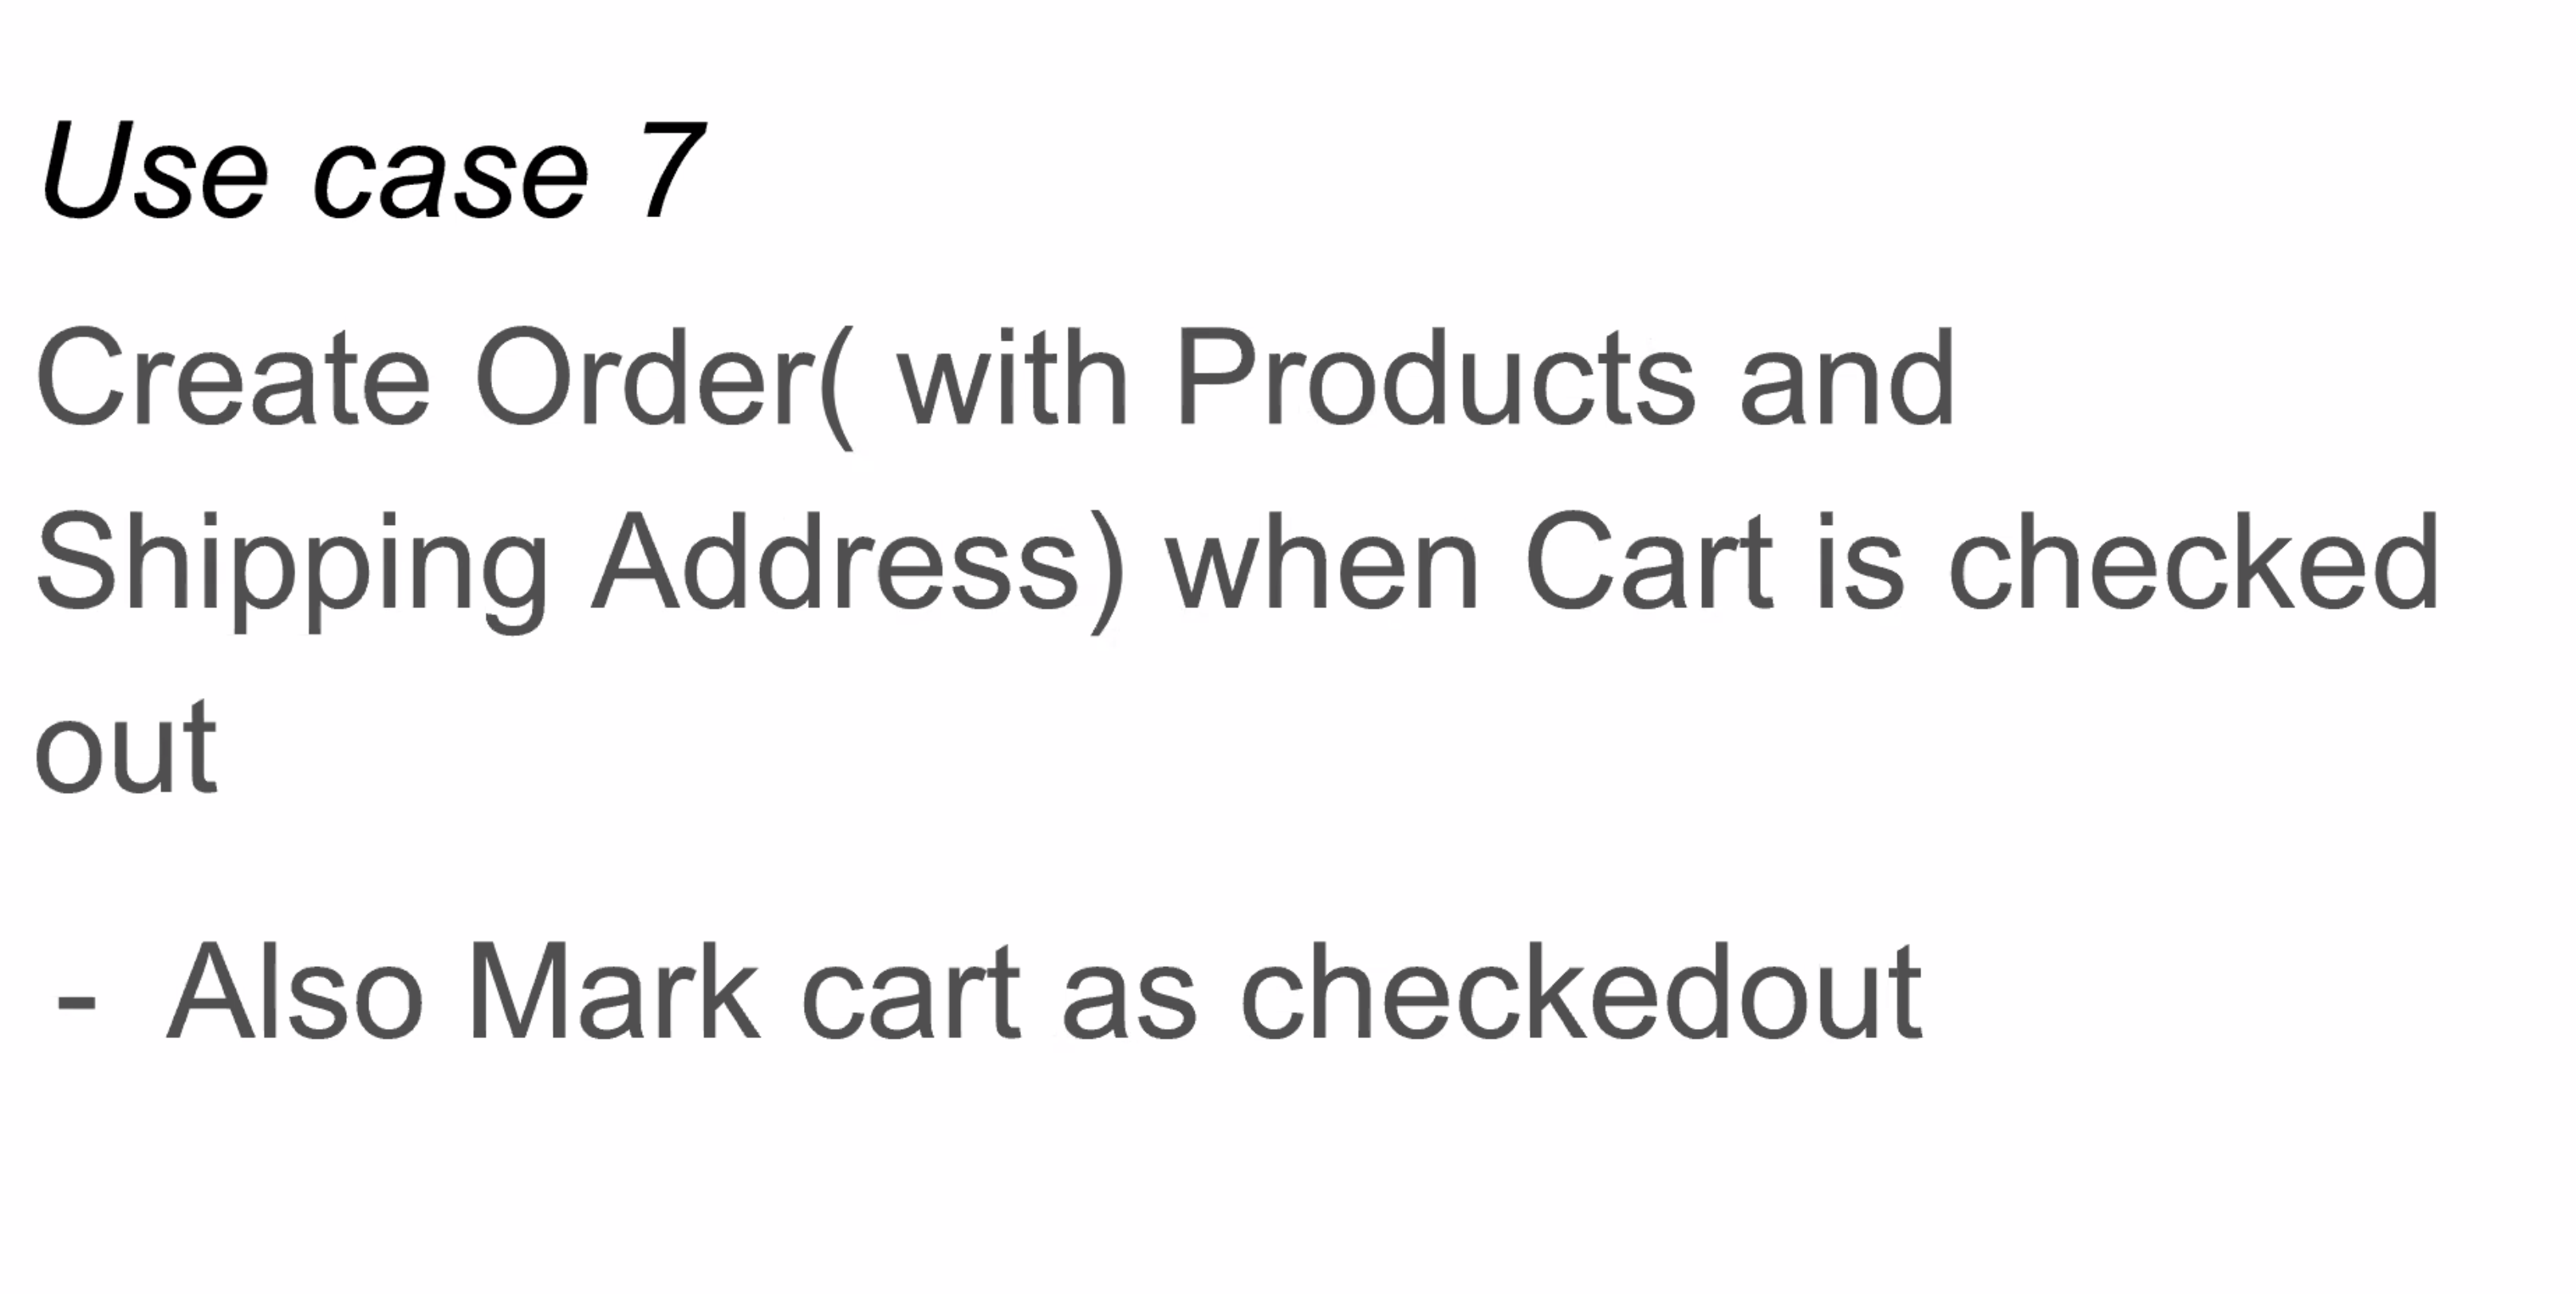 Use case 7
Create Order( with Products and
Shipping Address) when Cart is checked
out
- Also Mark cart as checkedout